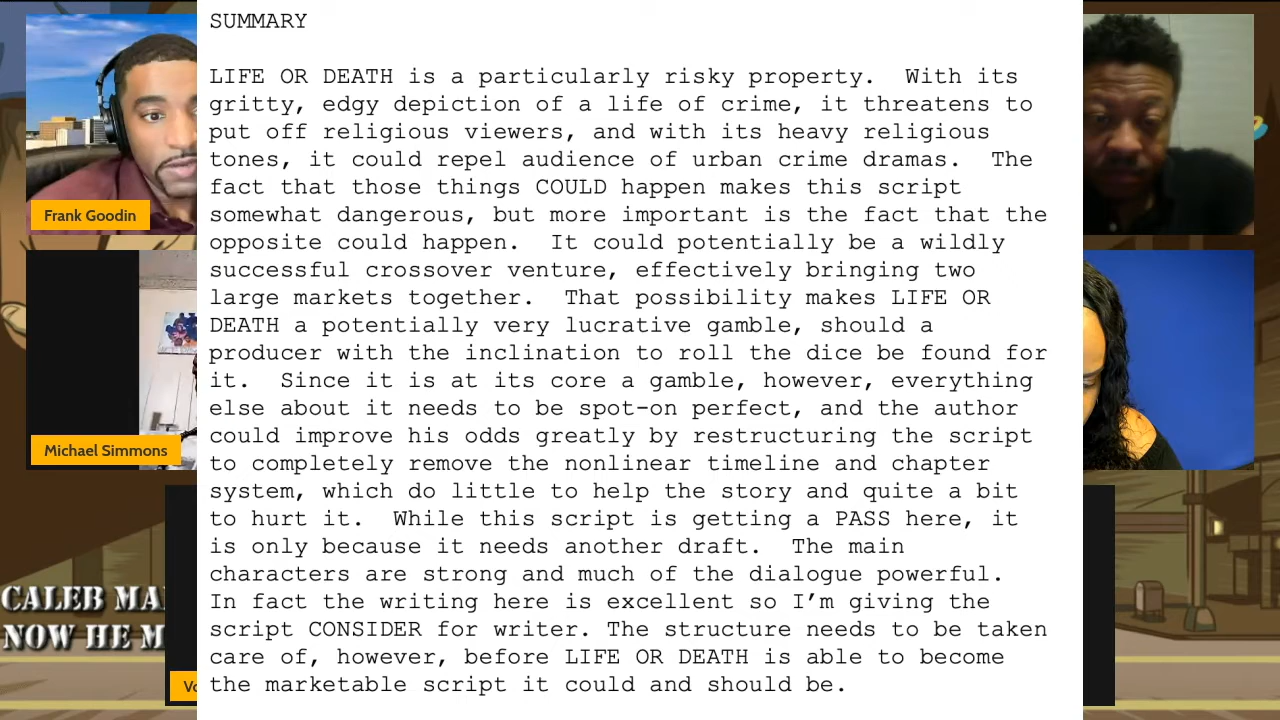 SUMMARY
LIFE OR DEATH is a particularly risky property. With its
gritty, edgy depiction of a life of crime, it threatens to
put off religious viewers, and with its heavy religious
tones, it could repel audience of urban crime dramas. The
fact that those things COULD happen makes this script
somewhat dangerous, but more important is the fact that the
opposite could happen. It could potentially be a wildly
successful crossover venture, effectively bringing two
large markets together. That possibility makes LIFE OR
DEATH a potentially very lucrative gamble, should a
producer with the inclination to roll the dice be found for
it. Since it is at its core a gamble, however, everything
else about it needs to be spot-on perfect, and the author
could improve his odds greatly by restructuring the script
to completely remove the nonlinear timeline and chapter
system, which do little to help the story and quite a bit
to hurt it. While this script is getting a PASS here, it
is only because it needs another draft. The main
characters are strong and much of the dialogue powerful.
In fact the writing here is excellent so I’m giving the
script CONSIDER for writer. The structure needs to be taken
care of, however, before LIFE OR DEATH is able to become
the marketable script it could and should be.
Frank Goodin
Michael Simmons
CALEB
NOW HE